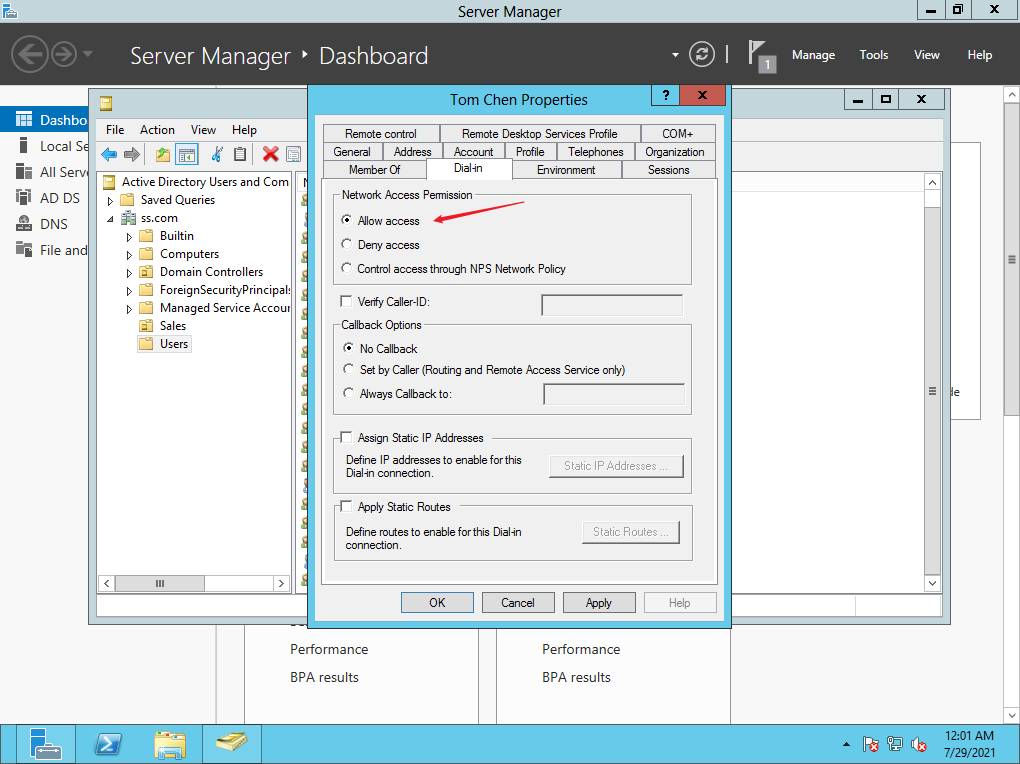 Server Manager
Server Manager ‣ Dashboard
1
Manage
Tools
View
Help
Dashbo
Local Se
All Serve
AD DS
DNS
File and
File
Action
View
Help
Active Directory Users and Com
Saved Queries
ss.com
Builtin
Computers
Domain Controllers
ForeignSecurityPrincipals
Managed Service Accour
Sales
Users
Tom Chen Properties
?
Remote control
Remote Desktop Services Profile
COM+
General
Address
Account
Profile
Telephones
Organization
Member Of
Dial-in
Environment
Sessions
Network Access Permission
Allow access
Deny access
Control access through NPS Network Policy
Verify Caller-ID:
Callback Options
No Callback
Set by Caller (Routing and Remote Access Service only)
Always Callback to:
Assign Static IP Addresses
Define IP addresses to enable for this
Dial-in connection.
Static IP Addresses ...
Apply Static Routes
Define routes to enable for this Dial-in
connection.
Static Routes ...
OK
Cancel
Apply
Help
de
Performance
BPA results
Performance
BPA results
12:01 AM
7/29/2021